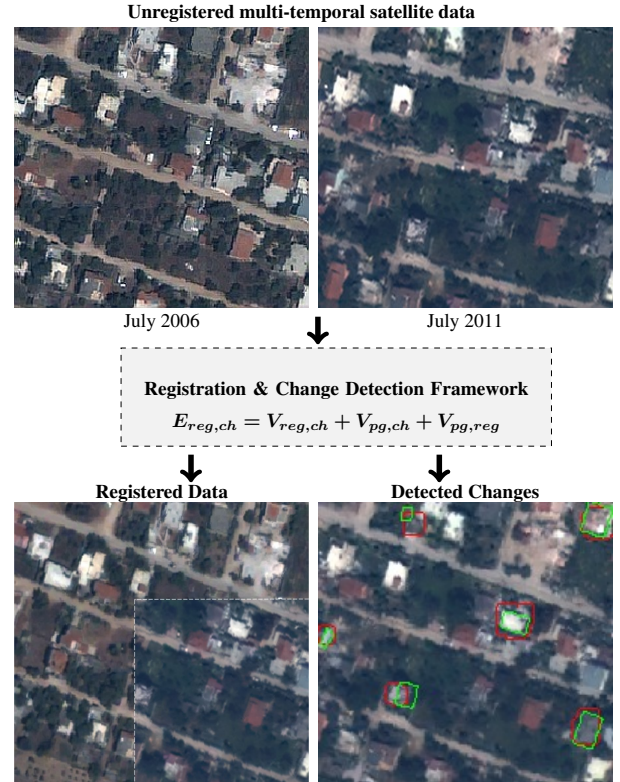 Unregistered multi-temporal satellite data
July 2006
July 2011
Registration & Change Detection Framework
E_{reg,ch} = V_{reg,ch} + V_{pg,ch} + V_{pg,reg}
Registered Data
Detected Changes